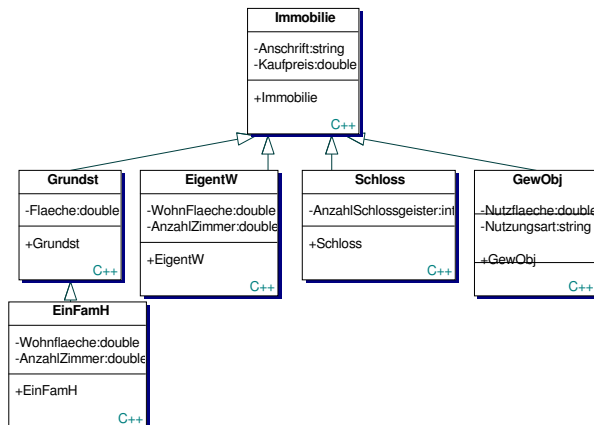 Immobilie
-Anschrift:string
-Kaufpreis:double
+Immobilie
C++
Grundst
-Flaeche:double
+Grundst
C++
EigentW
-WohnFlaeche:double
-AnzahlZimmer:double
+EigentW
C++
Schloss
-AnzahlSchlossgeister:int
+Schloss
C++
GewObj
-Nutzflaeche:double
-Nutzungsart:string
+GewObj
C++
EinFamH
-Wohnflaeche:double
-AnzahlZimmer:double
+EinFamH
C++